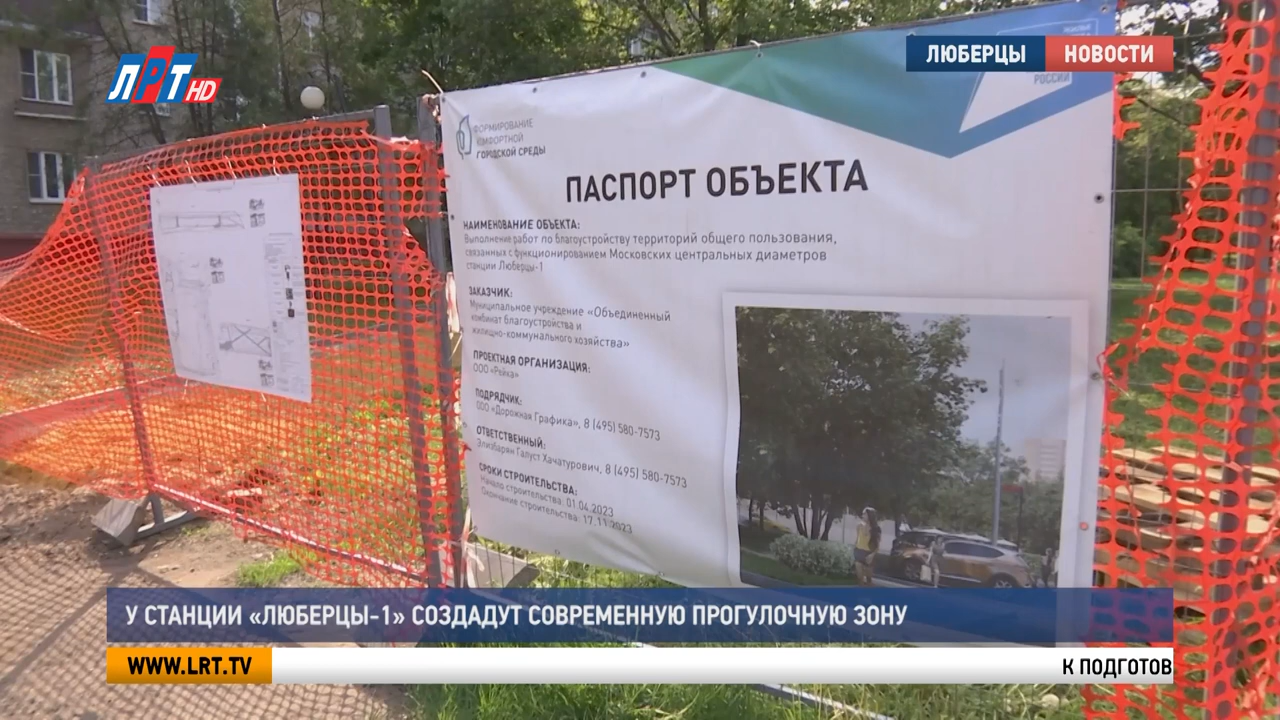 ЛРТ HD
ЛЮБЕРЦЫ НОВОСТИ
РОССИИ
ФОРМИРОВАНИЕ
КОМФОРТНОЙ
ГОРОДСКОЙ СРЕДЫ
ПАСПОРТ ОБЪЕКТА
НАИМЕНОВАНИЕ ОБЪЕКТА:
Выполнение работ по благоустройству территорий общего пользования,
связанных с функционированием Московских центральных диаметров
станции Люберцы-1
ЗАКАЗЧИК:
Муниципальное учреждение «Объединенный
комбинат благоустройства и
жилищно-коммунального хозяйства»
ПРОЕКТНАЯ ОРГАНИЗАЦИЯ:
ООО «Рейка»
ПОДРЯДЧИК:
ООО «Дорожная Графика», 8 (495) 580-7573
ОТВЕТСТВЕННЫЙ:
Элизбарян Галуст Хачатурович, 8 (495) 580-7573
СРОКИ СТРОИТЕЛЬСТВА:
Начало строительства: 01.04.2023
Окончание строительства: 17.11.2023
У СТАНЦИИ «ЛЮБЕРЦЫ-1» СОЗДАДУТ СОВРЕМЕННУЮ ПРОГУЛОЧНУЮ ЗОНУ
WWW.LRT.TV
К ПОДГОТОВ